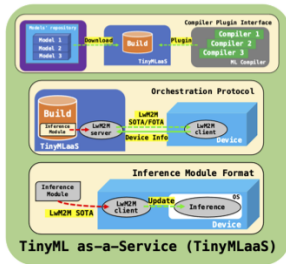 Module' repository
Model 1
Model 2
Model 3
Download
Build
TinyMLaaS
Plugin
Compiler Plugin Interface
Compiler 1
Compiler 2
Compiler 3
ML Compiler
Orchestration Protocol
Build
Inference
Module
TinyMLaaS
LwM2M
server
LwM2M
SOTA/FOTA
Device Info
LwM2M
client
Device
Inference Module Format
Inference
Module
LwM2M SOTA
LwM2M
client
Update
OS
Inference
Device
TinyML as-a-Service (TinyMLaaS)